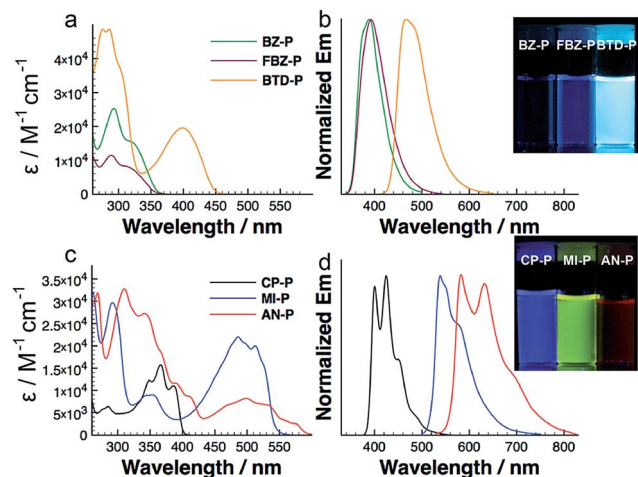 a
b
BZ-P
FBZ-P
BTD-P
ε / M⁻¹ cm⁻¹
4×10⁴
3×10⁴
2×10⁴
1×10⁴
0
300 350 400 450 500 550
Wavelength / nm
Normalized Em
400 500 600 700 800
Wavelength / nm
BZ-P FBZ-P BTD-P
c
d
CP-P
MI-P
AN-P
ε / M⁻¹ cm⁻¹
3.5×10⁴
3×10⁴
2.5×10⁴
2×10⁴
1.5×10⁴
1×10⁴
5×10³
0
300 350 400 450 500 550
Wavelength / nm
Normalized Em
400 500 600 700 800
Wavelength / nm
CP-P MI-P AN-P